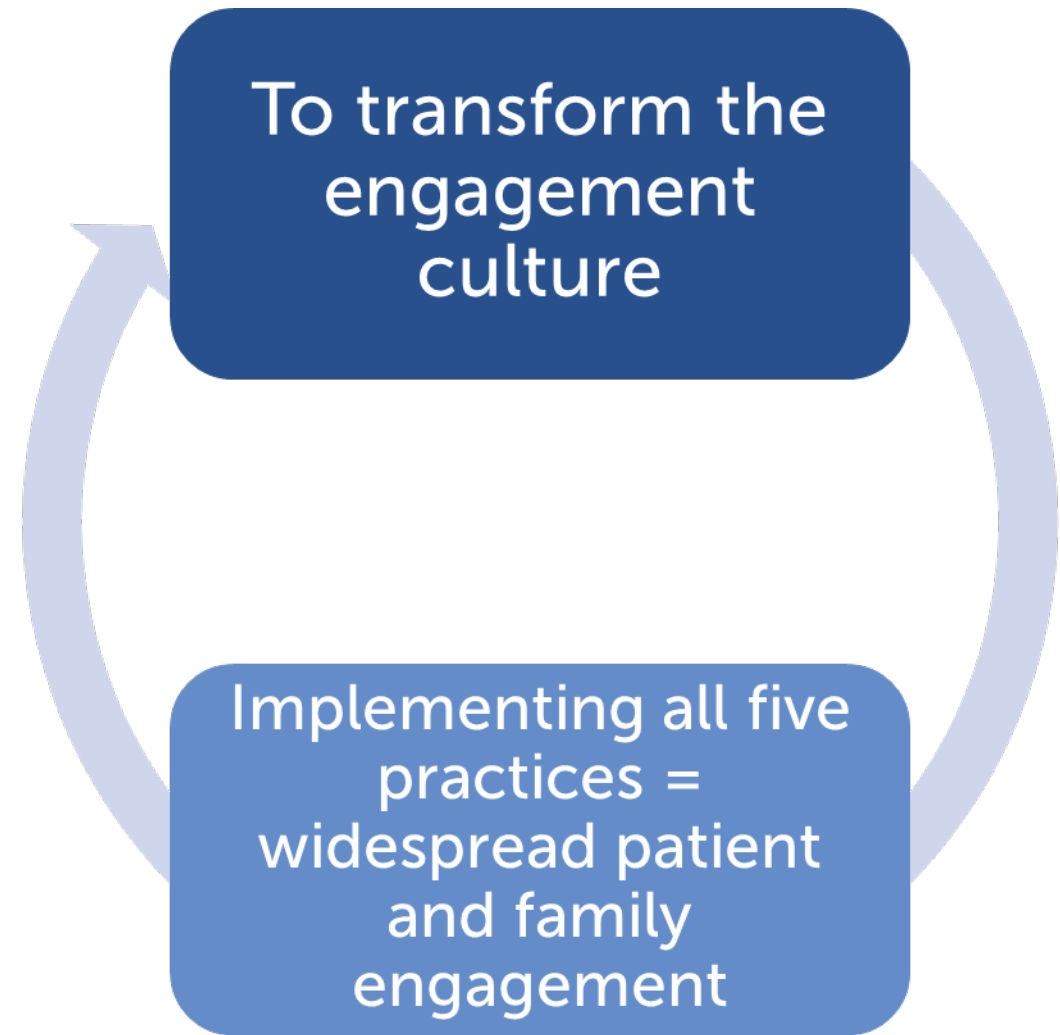 To transform the
engagement
culture
Implementing all five
practices =
widespread patient
and family
engagement